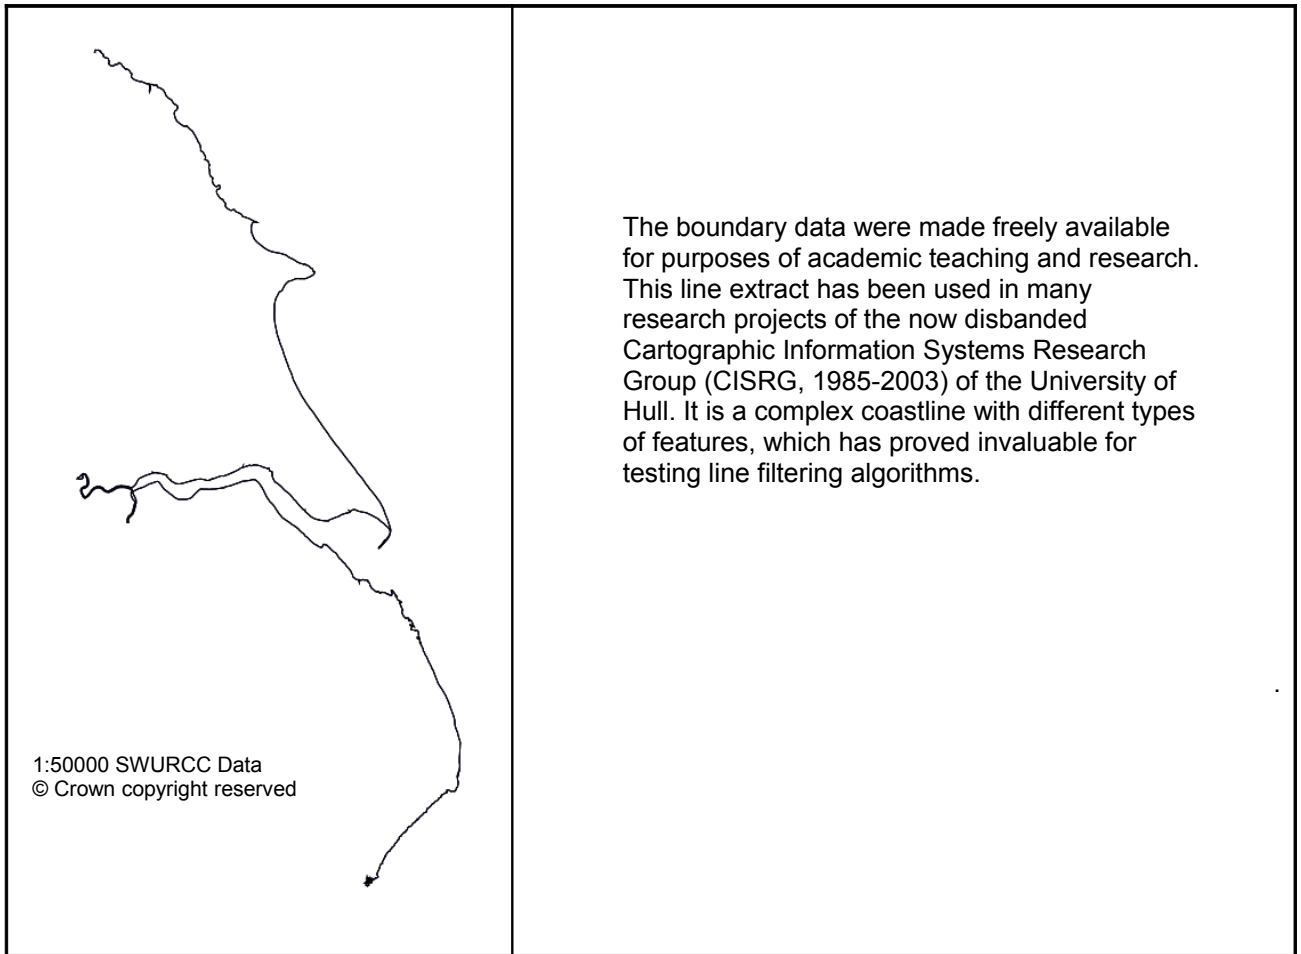 1:50000 SWURCC Data
© Crown copyright reserved
The boundary data were made freely available
for purposes of academic teaching and research.
This line extract has been used in many
research projects of the now disbanded
Cartographic Information Systems Research
Group (CISRG, 1985-2003) of the University of
Hull. It is a complex coastline with different types
of features, which has proved invaluable for
testing line filtering algorithms.
.